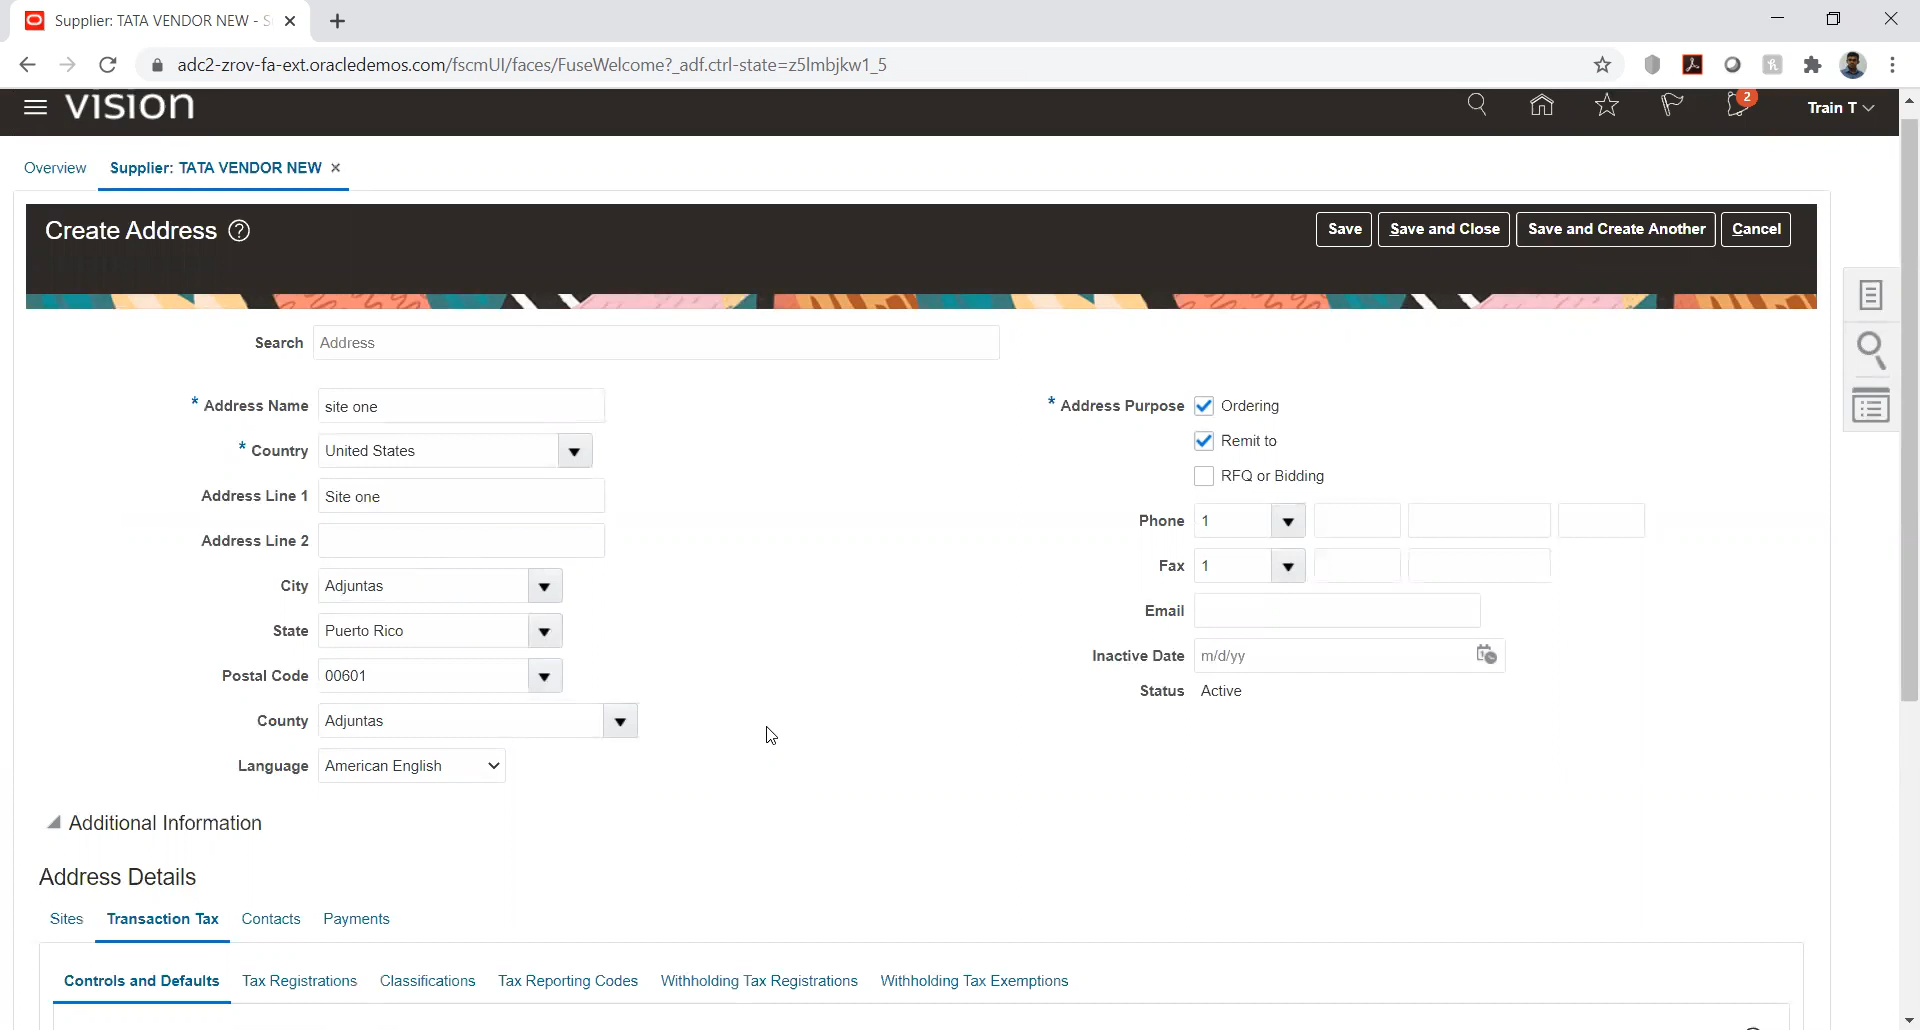 Supplier: TATA VENDOR NEW - S
adc2-zrov-fa-ext.oracledemos.com/fscmUI/faces/FuseWelcome?_adf.ctrl-state=z5lmbjkw1_5
vision
2
Train T
Overview
Supplier: TATA VENDOR NEW
Create Address
Save
Save and Close
Save and Create Another
Cancel
Search Address
* Address Name site one
* Country United States
Address Line 1 Site one
Address Line 2
City Adjuntas
State Puerto Rico
Postal Code 00601
County Adjuntas
Language American English
* Address Purpose Ordering
Remit to
RFQ or Bidding
Phone 1
Fax 1
Email
Inactive Date m/d/yy
Status Active
Additional Information
Address Details
Sites Transaction Tax Contacts Payments
Controls and Defaults Tax Registrations Classifications Tax Reporting Codes Withholding Tax Registrations Withholding Tax Exemptions